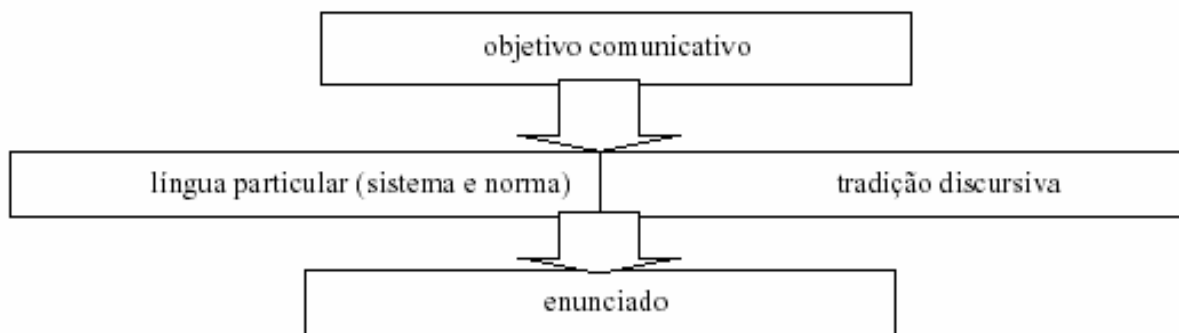 objetivo comunicativo
língua particular (sistema e norma) tradição discursiva
enunciado